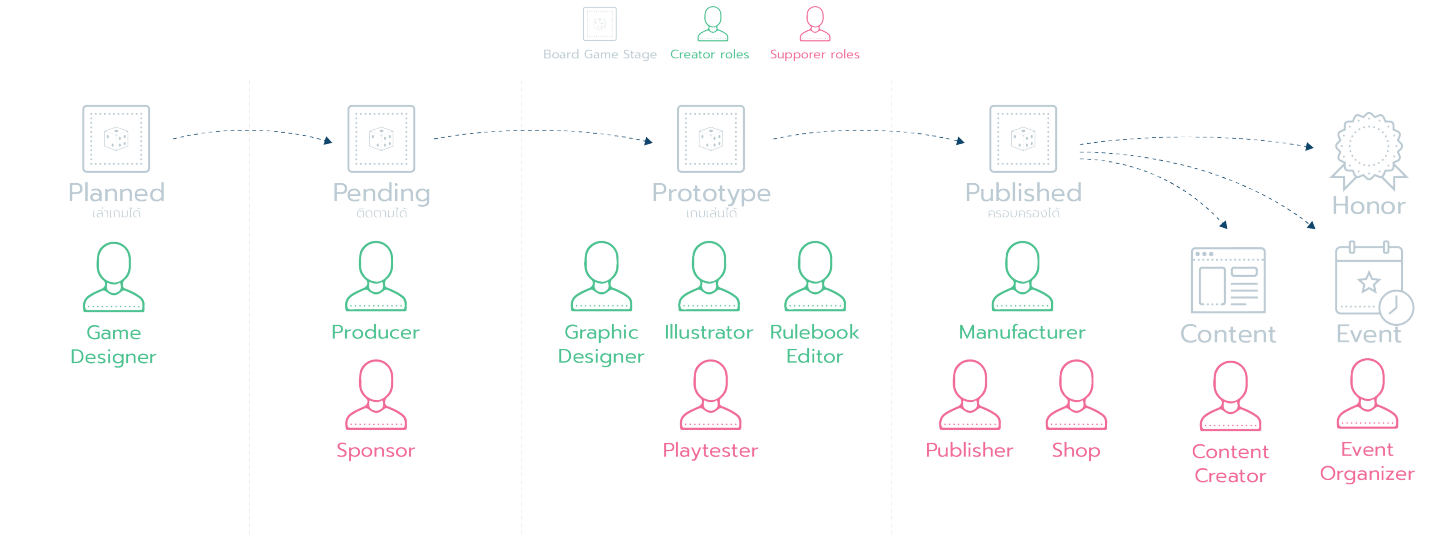 Board Game Stage
Creator roles
Supporer roles
Planned
เล่าเกมได้
Pending
ติดตามได้
Prototype
เกมเล่นได้
Published
ครอบครองได้
Honor
Content
Event
Game
Designer
Producer
Sponsor
Graphic
Designer
Illustrator
Rulebook
Editor
Playtester
Manufacturer
Publisher
Shop
Content
Creator
Event
Organizer